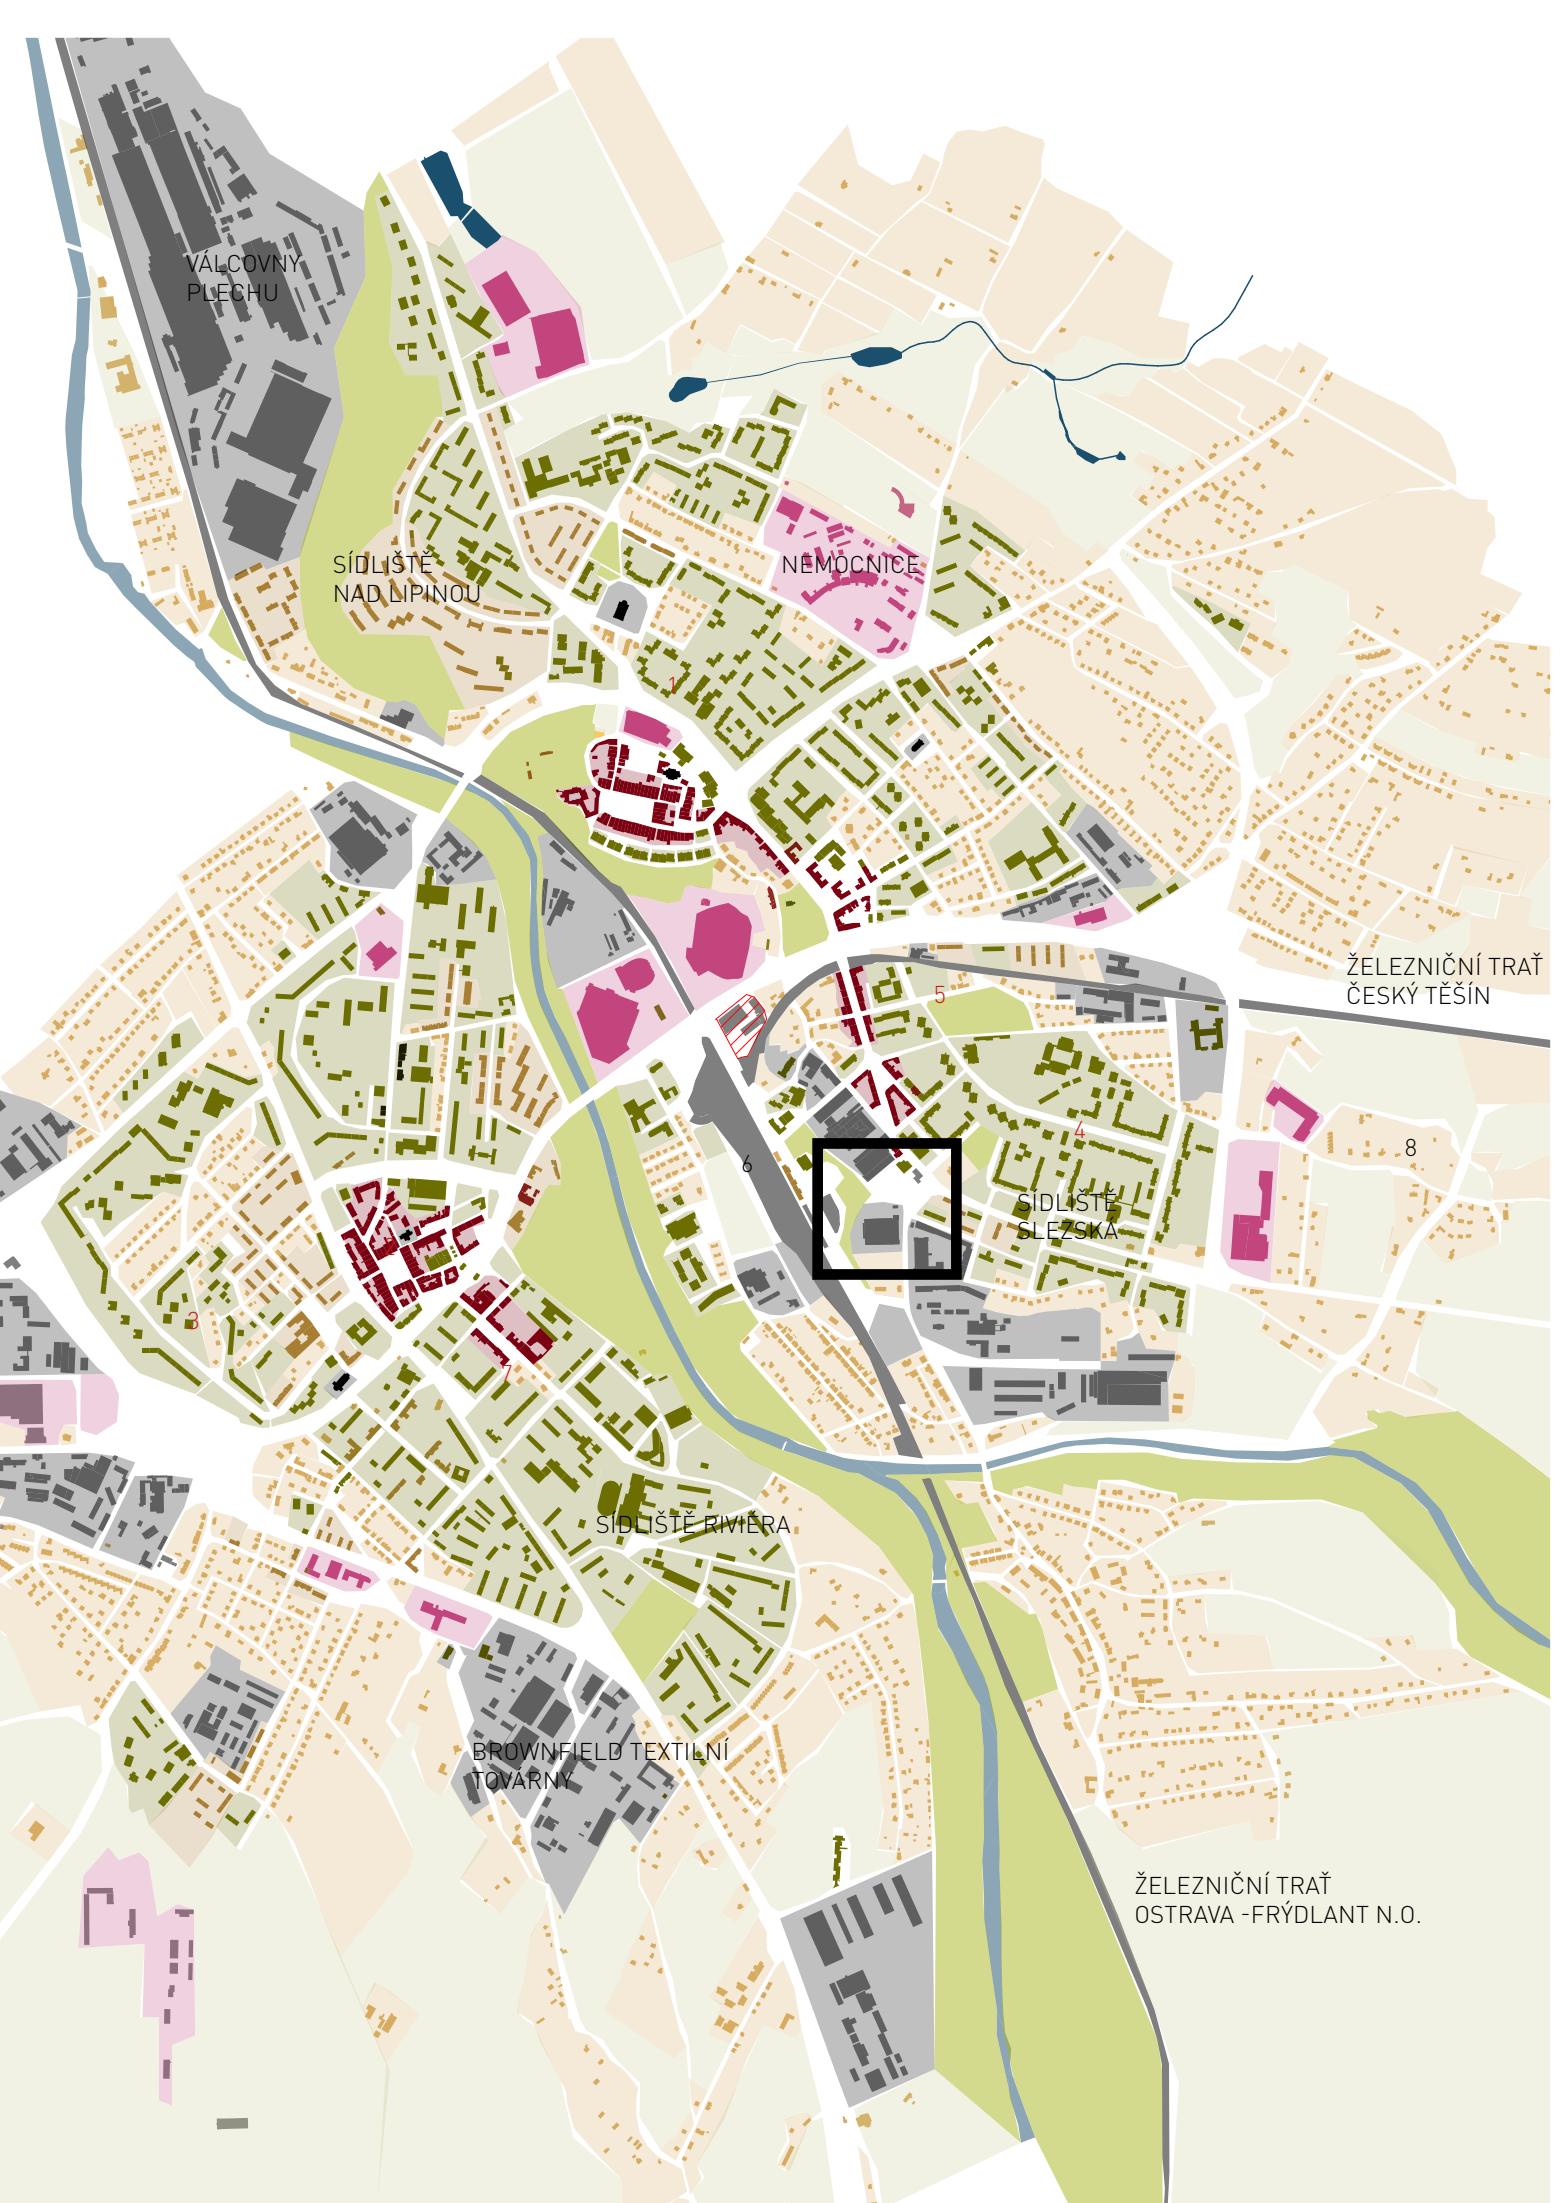 VÁLCOVNY
PLECHU
SÍDLIŠTĚ
NAD LIPINOU
NEMOCNICE
1
ŽELEZNIČNÍ TRAŤ
ČESKÝ TĚŠÍN
5
4
8
6
SÍDLIŠTĚ
SLEZSKÁ
3
7
SÍDLIŠTĚ RIVIÉRA
BROWNFIELD TEXTILNÍ
TOVÁRNY
ŽELEZNIČNÍ TRAŤ
OSTRAVA -FRÝDLANT N.O.